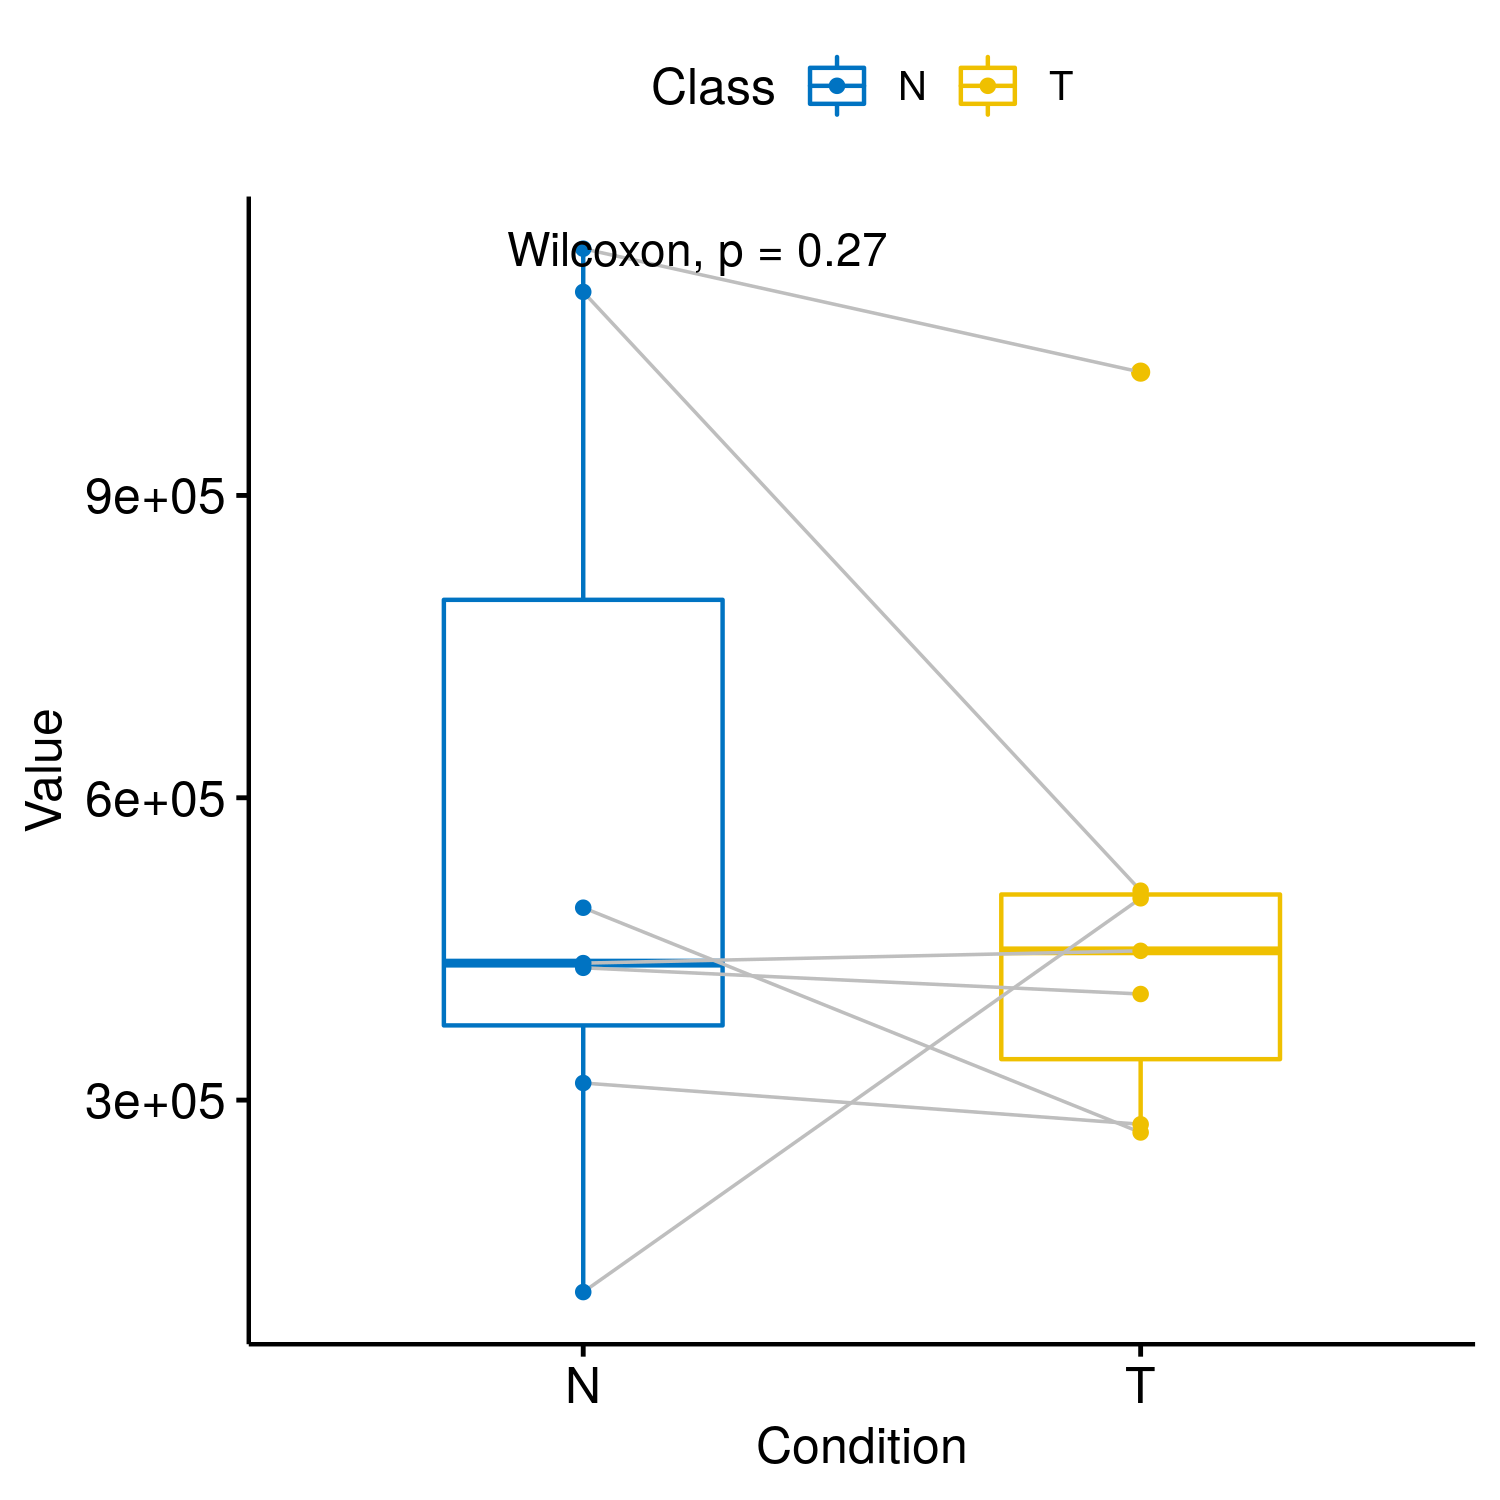 Class N T
Wilcoxon, p = 0.27
9e+05
6e+05
3e+05
Value
N T
Condition